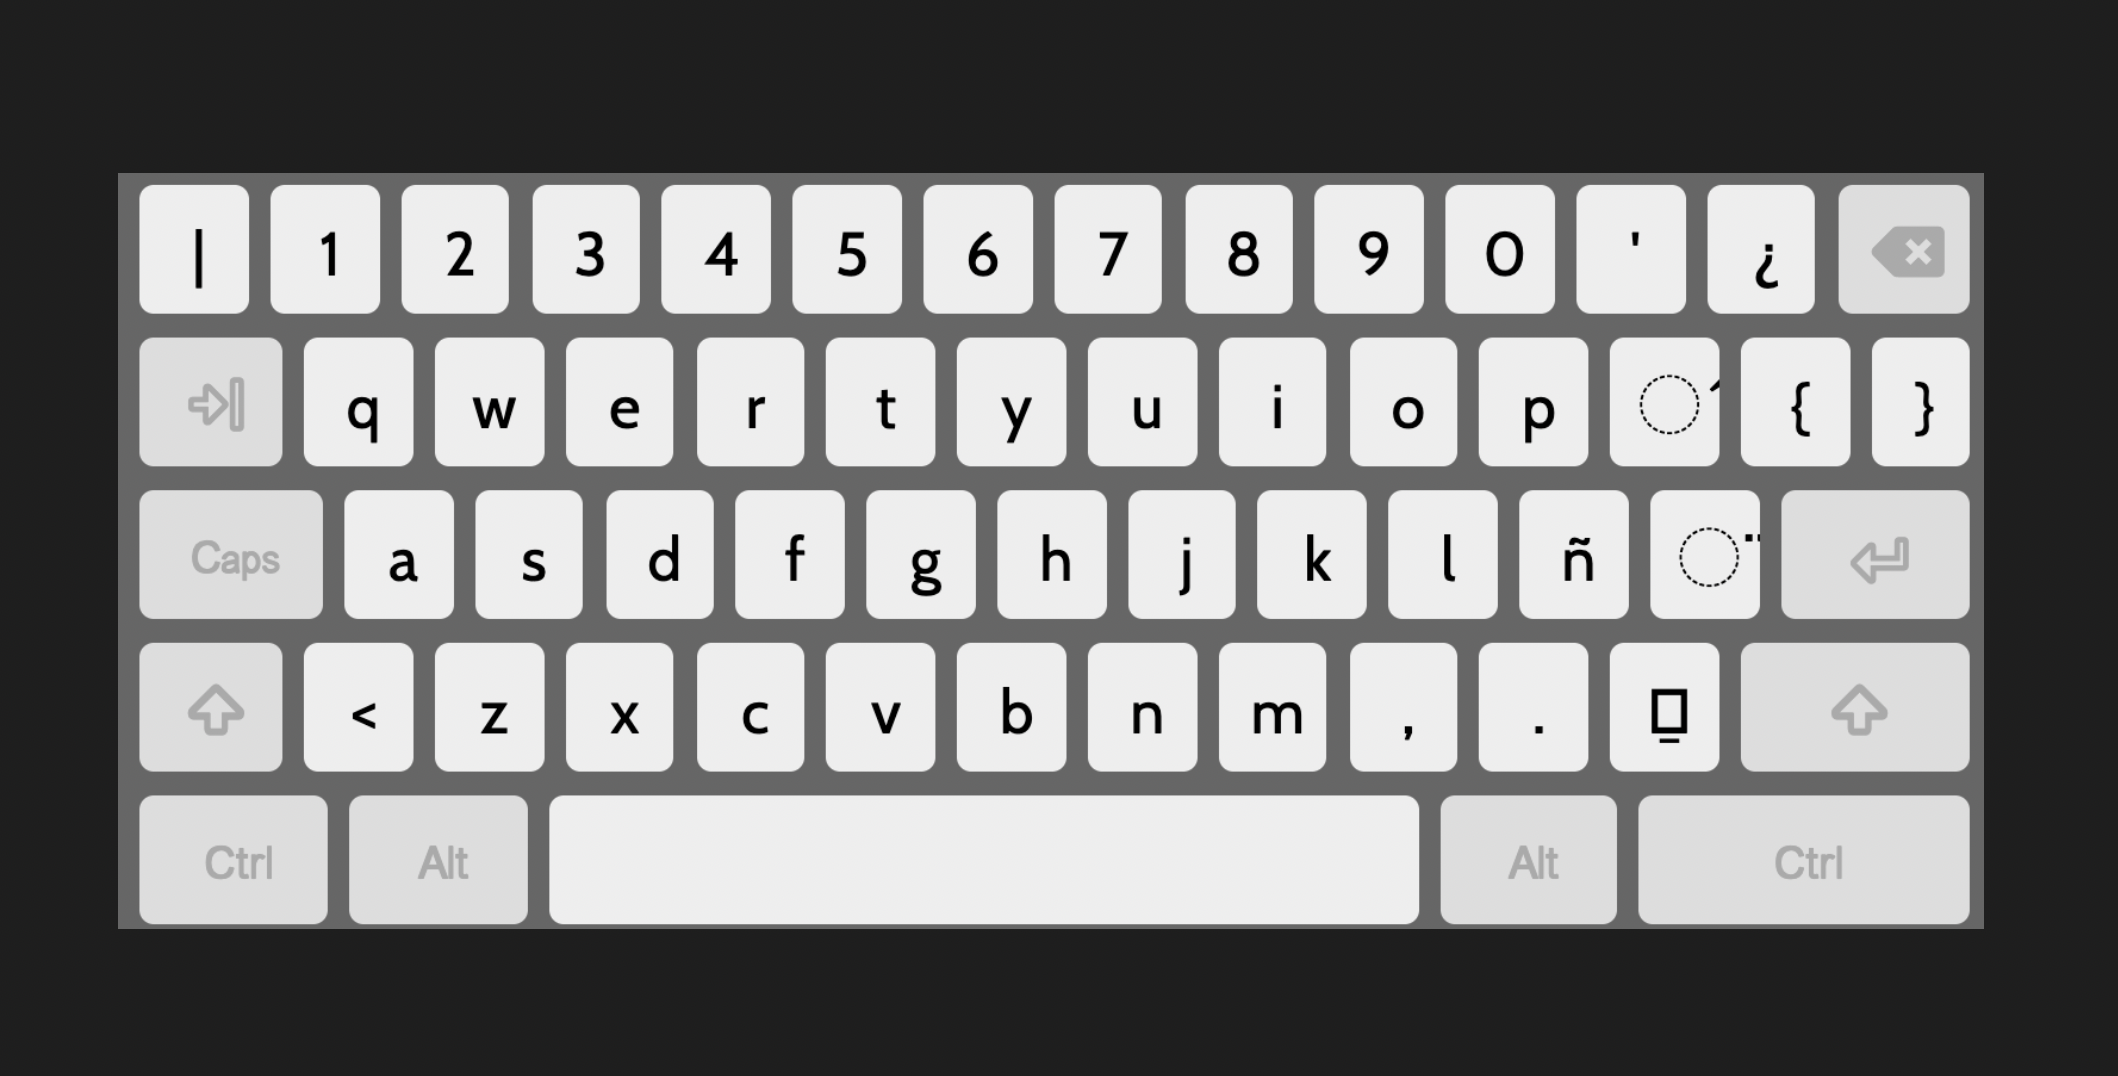 | 1 2 3 4 5 6 7 8 9 0 ' ¿
q w e r t y u i o p ◌´ { }
Caps a s d f g h j k l ñ ◌¨
< z x c v b n m , .
Ctrl Alt Alt Ctrl